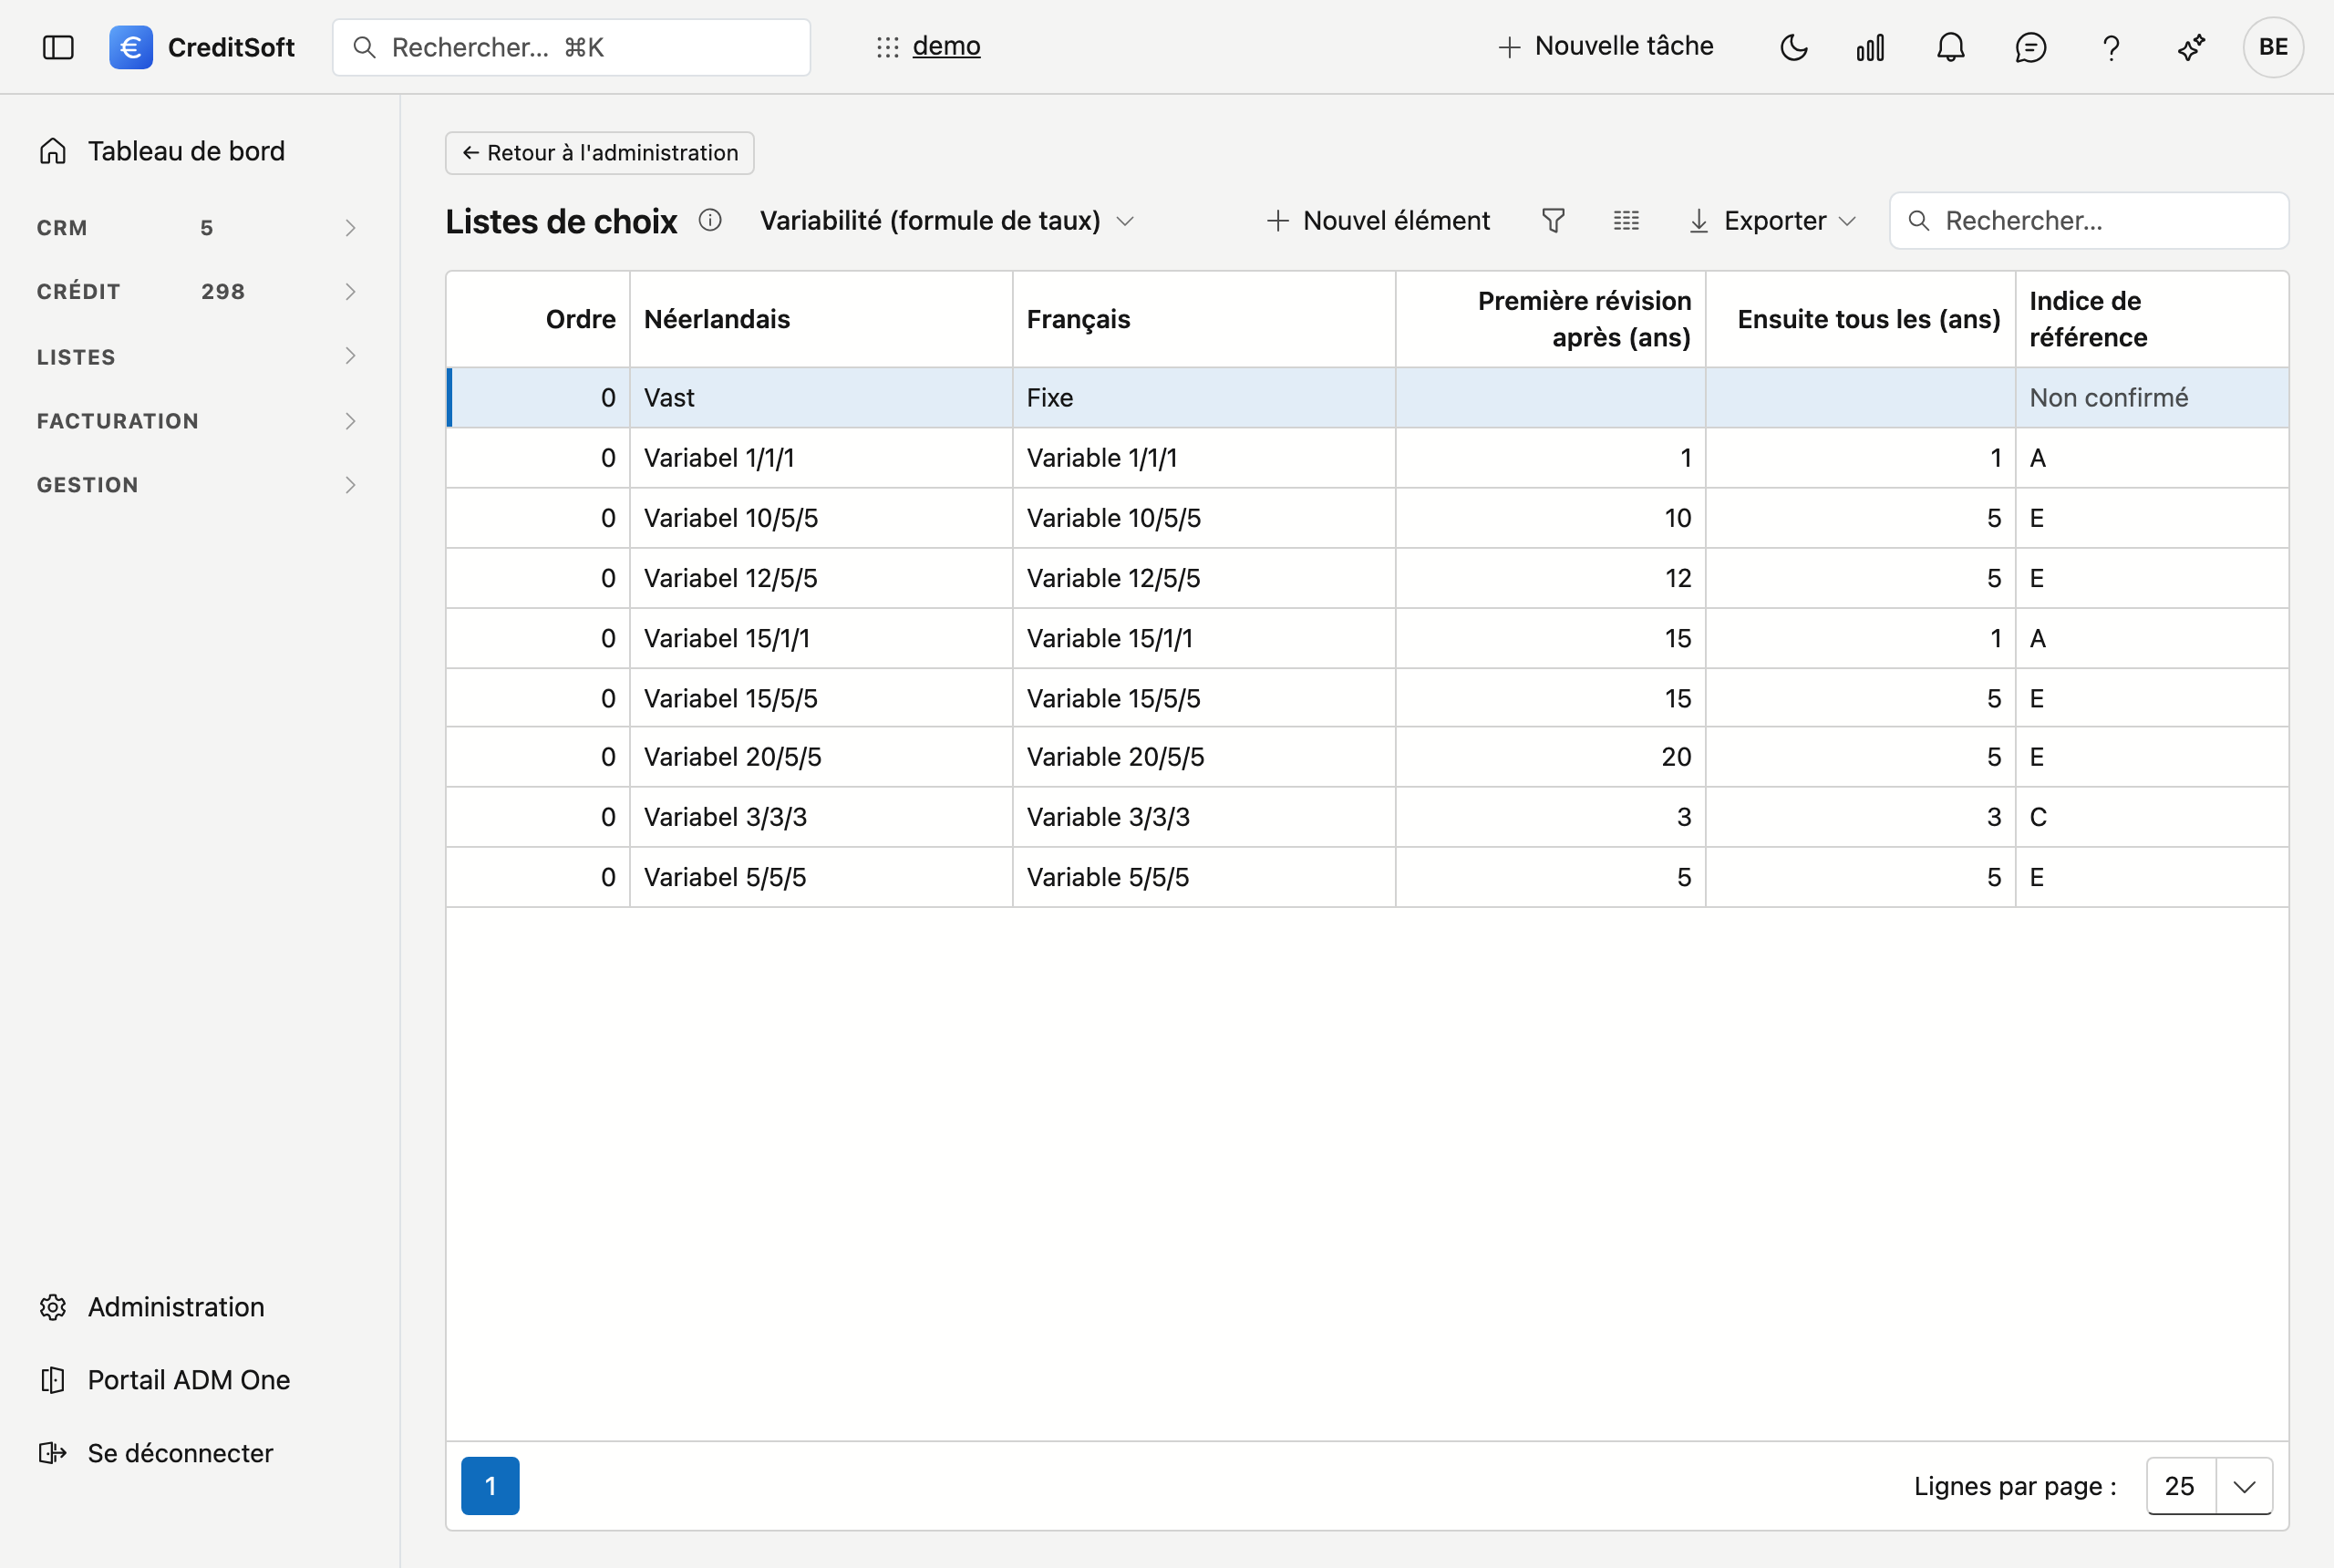 CreditSoft
Rechercher... ⌘K
demo
Nouvelle tâche
BE
Tableau de bord
CRM 5
CRÉDIT 298
LISTES
FACTURATION
GESTION
Administration
Portail ADM One
Se déconnecter
← Retour à l'administration
Listes de choix
Variabilité (formule de taux)
Nouvel élément
Exporter
Rechercher...
Ordre Néerlandais Français Première révision après (ans) Ensuite tous les (ans) Indice de référence
0 Vast Fixe Non confirmé
0 Variabel 1/1/1 Variable 1/1/1 1 1 A
0 Variabel 10/5/5 Variable 10/5/5 10 5 E
0 Variabel 12/5/5 Variable 12/5/5 12 5 E
0 Variabel 15/1/1 Variable 15/1/1 15 1 A
0 Variabel 15/5/5 Variable 15/5/5 15 5 E
0 Variabel 20/5/5 Variable 20/5/5 20 5 E
0 Variabel 3/3/3 Variable 3/3/3 3 3 C
0 Variabel 5/5/5 Variable 5/5/5 5 5 E
1
Lignes par page : 25